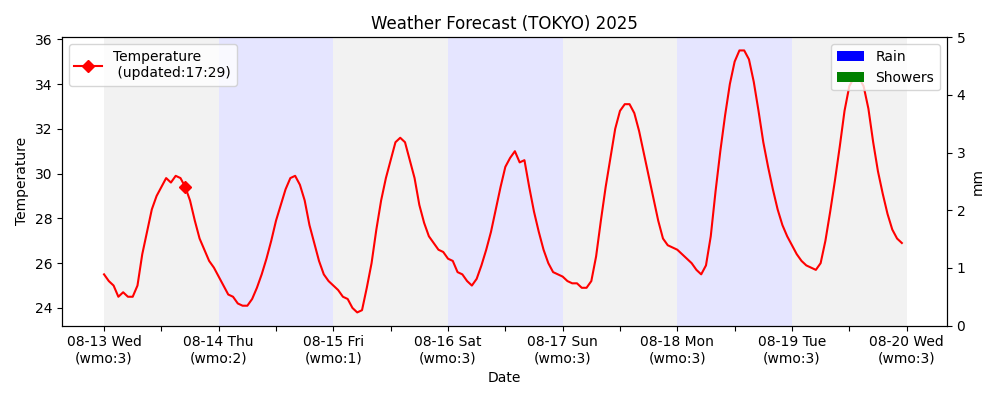 Weather Forecast (TOKYO) 2025
Temperature
(updated:17:29)
Rain
Showers
36
34
32
30
28
26
24
Temperature
5
4
3
2
1
0
mm
08-13 Wed
(wmo:3)
08-14 Thu
(wmo:2)
08-15 Fri
(wmo:1)
08-16 Sat
(wmo:3)
08-17 Sun
(wmo:3)
08-18 Mon
(wmo:3)
08-19 Tue
(wmo:3)
08-20 Wed
(wmo:3)
Date